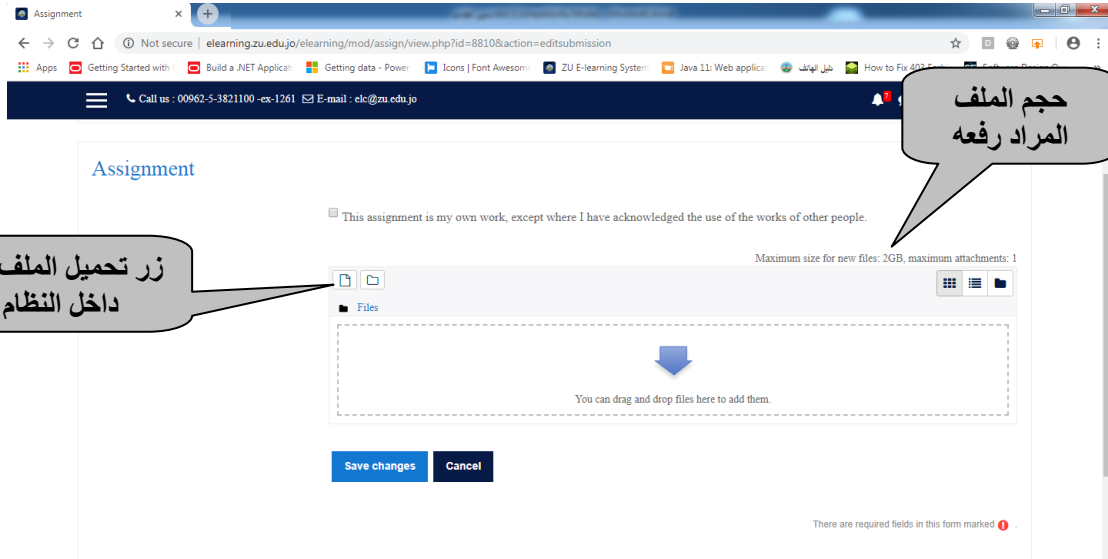 Assignment
Not secure | elearning.zu.edu.jo/elearning/mod/assign/view.php?id=8810&action=editsubmission
Apps Getting Started with Build a .NET Applicat Getting data - Power Icons | Font Awesom ZU E-learning System Java 11: Web applica دليل الهاتف How to Fix 403
Call us : 00962-5-3821100 -ex-1261 E-mail : elc@zu.edu.jo 7
حجم الملف
المراد رفعه
Assignment
This assignment is my own work, except where I have acknowledged the use of the works of other people.
Maximum size for new files: 2GB, maximum attachments: 1
زر تحميل الملف
داخل النظام
Files
You can drag and drop files here to add them.
Save changes Cancel
There are required fields in this form marked .